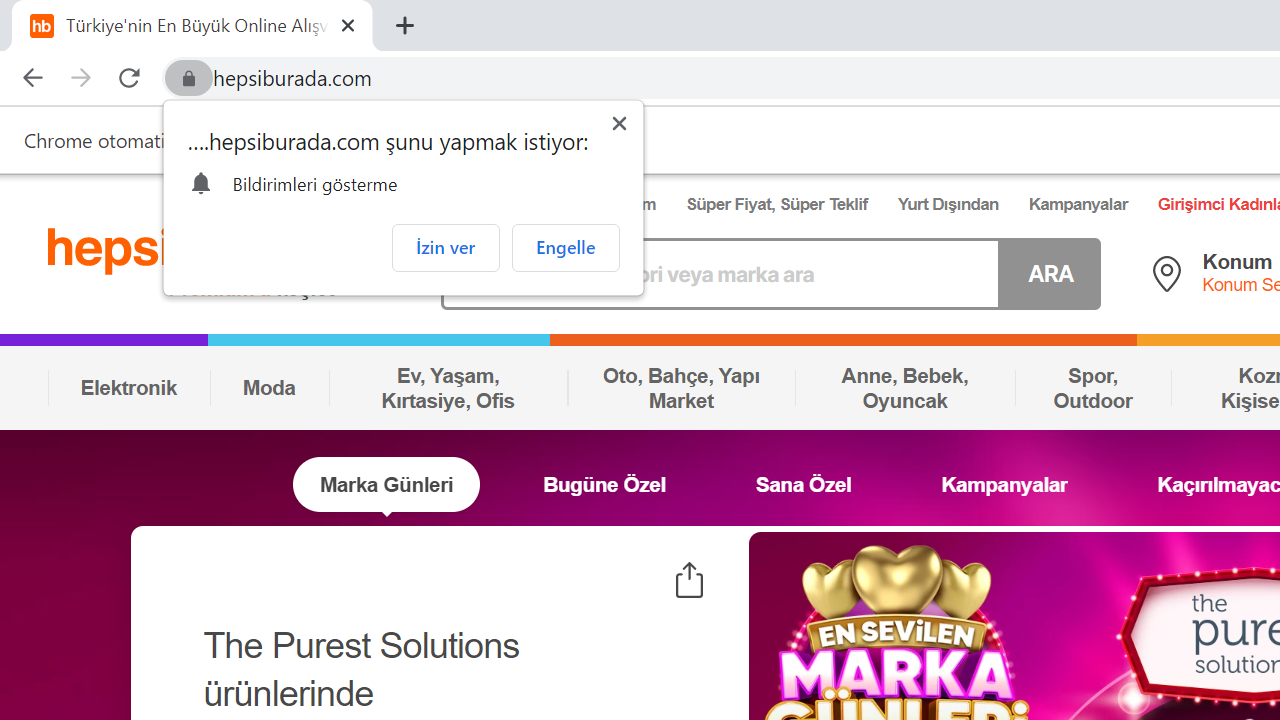 hb Türkiye'nin En Büyük Online Alışv
hepsiburada.com
Chrome otomati
....hepsiburada.com şunu yapmak istiyor:
Bildirimleri gösterme
İzin ver
Engelle
Süper Fiyat, Süper Teklif
Yurt Dışından
Kampanyalar
Girişimci Kadınla
hepsi
veya marka ara
ARA
Konum
Konum Se
Elektronik
Moda
Ev, Yaşam,
Kırtasiye, Ofis
Oto, Bahçe, Yapı
Market
Anne, Bebek,
Oyuncak
Spor,
Outdoor
Kozm
Kişise
Marka Günleri
Bugüne Özel
Sana Özel
Kampanyalar
Kaçırılmayac
The Purest Solutions
ürünlerinde
EN SEVİLEN
MARKA
GÜNLERİ
the
pure
solution